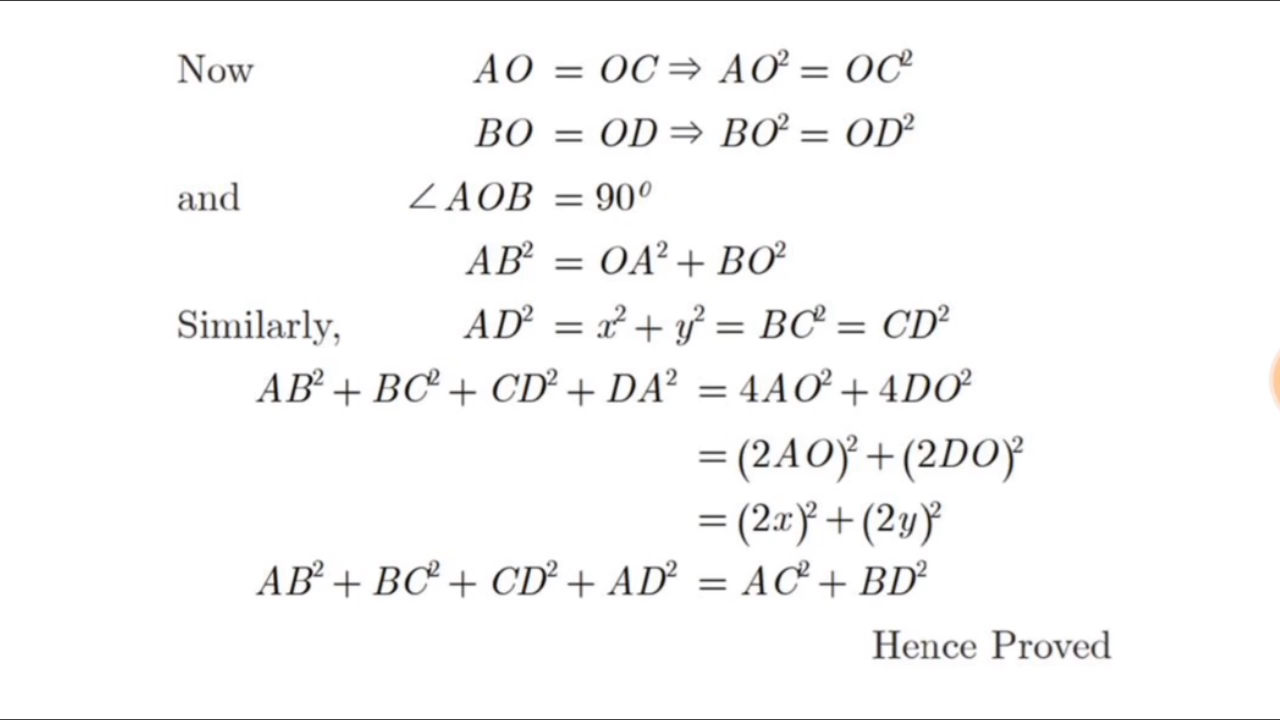 Now AO = OC ⇒ AO² = OC²
BO = OD ⇒ BO² = OD²
and ∠AOB = 90⁰
AB² = OA² + BO²
Similarly, AD² = x² + y² = BC² = CD²
AB² + BC² + CD² + DA² = 4AO² + 4DO²
= (2AO)² + (2DO)²
= (2x)² + (2y)²
AB² + BC² + CD² + AD² = AC² + BD²
Hence Proved